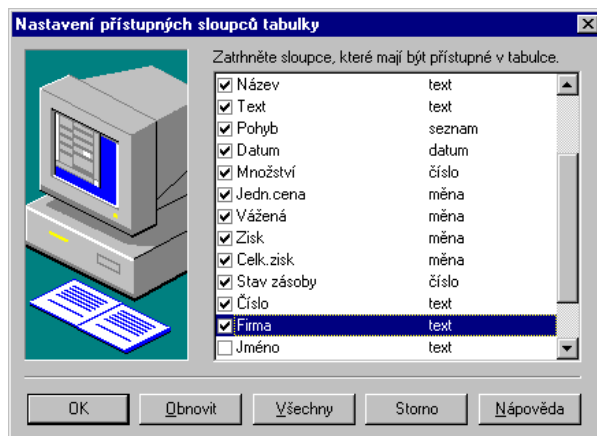 Nastavení přístupných sloupců tabulky
Zatrhněte sloupce, které mají být přístupné v tabulce.
Název text
Text text
Pohyb seznam
Datum datum
Množství číslo
Jedn.cena měna
Vážená měna
Zisk měna
Celk.zisk měna
Stav zásoby číslo
Číslo text
Firma text
Jméno text
OK Obnovit Všechny Storno Nápověda